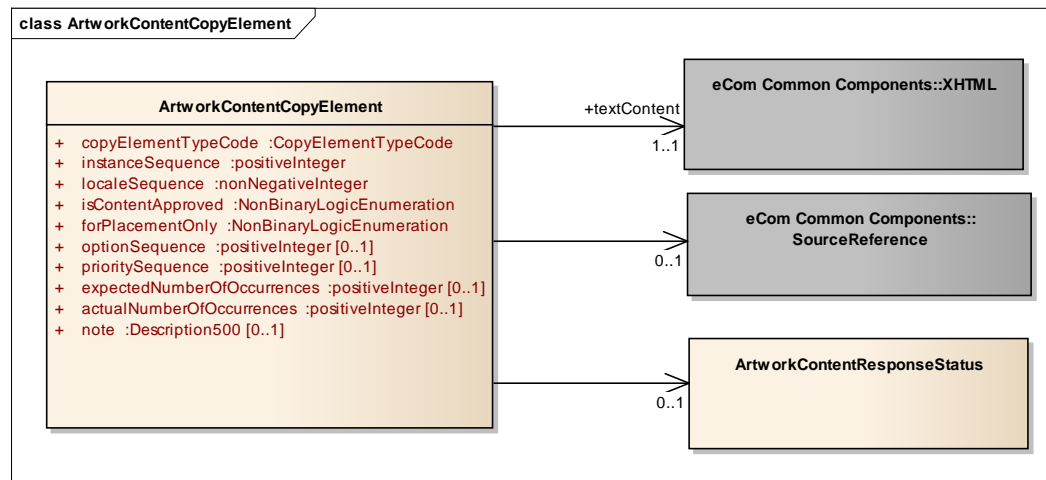 class ArtworkContentCopyElement
ArtworkContentCopyElement
+ copyElementTypeCode :CopyElementTypeCode
+ instanceSequence :positiveInteger
+ localeSequence :nonNegativeInteger
+ isContentApproved :NonBinaryLogicEnumeration
+ forPlacementOnly :NonBinaryLogicEnumeration
+ optionSequence :positiveInteger [0..1]
+ prioritySequence :positiveInteger [0..1]
+ expectedNumberOfOccurrences :positiveInteger [0..1]
+ actualNumberOfOccurrences :positiveInteger [0..1]
+ note :Description500 [0..1]
+textContent
1..1
eCom Common Components::XHTML
0..1
eCom Common Components::
SourceReference
0..1
ArtworkContentResponseStatus